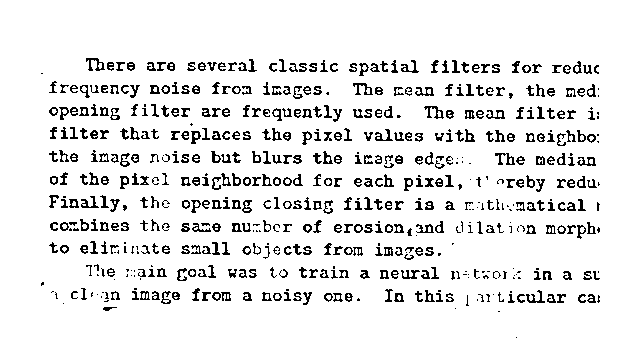 There are several classic spatial filters for reduc
frequency noise from images. The mean filter, the med
opening filter are frequently used. The mean filter i
filter that replaces the pixel values with the neighbo
the image noise but blurs the image edges. The median
of the pixel neighborhood for each pixel, thereby redu
Finally, the opening closing filter is a mathematical
combines the same number of erosion and dilation morph
to eliminate small objects from images.
The main goal was to train a neural network in a su
a clean image from a noisy one. In this particular ca